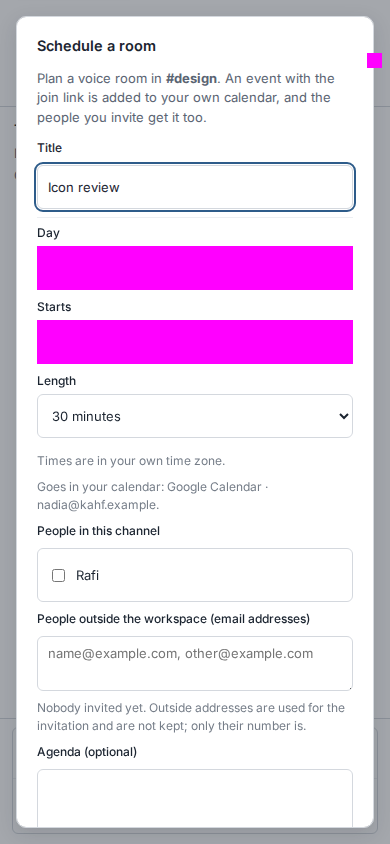 Schedule a room
Plan a voice room in #design. An event with the
join link is added to your own calendar, and the
people you invite get it too.
Title
Icon review
Day
Starts
Length
30 minutes
Times are in your own time zone.
Goes in your calendar: Google Calendar ·
nadia@kahf.example.
People in this channel
Rafi
People outside the workspace (email addresses)
name@example.com, other@example.com
Nobody invited yet. Outside addresses are used for the
invitation and are not kept; only their number is.
Agenda (optional)